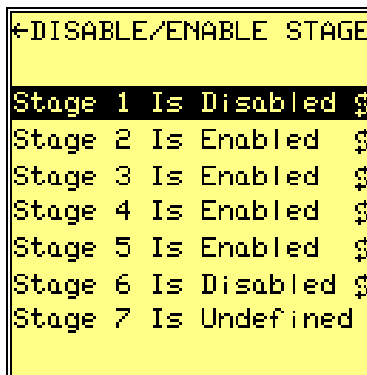 ←DISABLE/ENABLE STAGE
Stage 1 Is Disabled $
Stage 2 Is Enabled $
Stage 3 Is Enabled $
Stage 4 Is Enabled $
Stage 5 Is Enabled $
Stage 6 Is Disabled $
Stage 7 Is Undefined